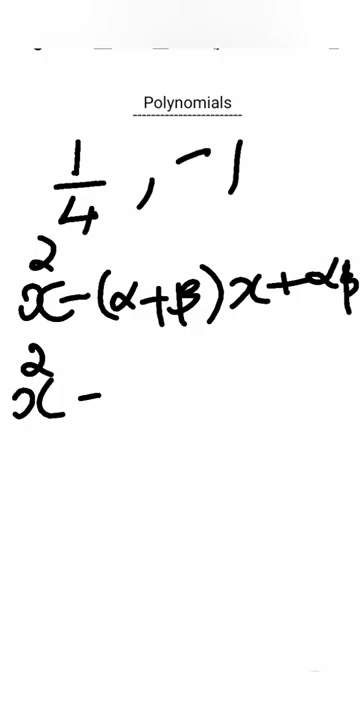 Polynomials
1/4 , -1
x² - (α + β)x + αβ
x² -